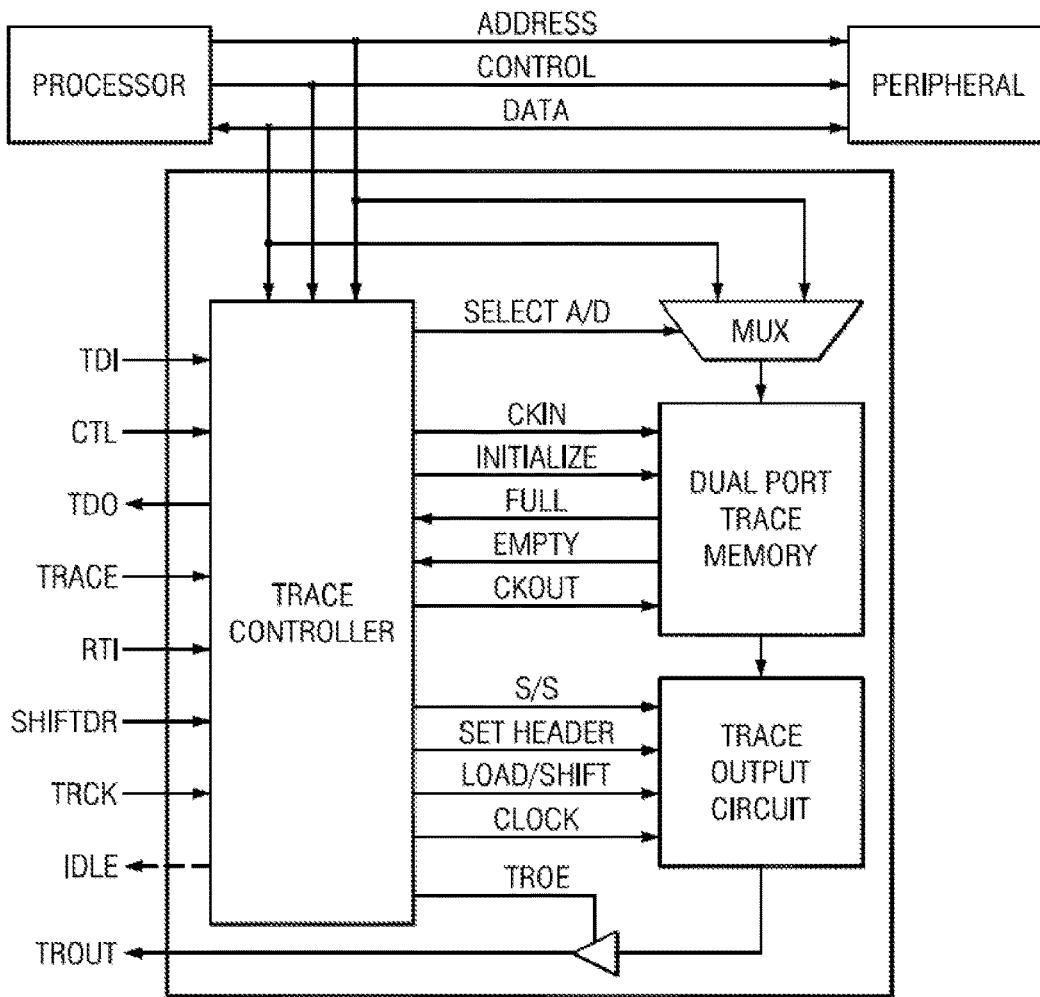 ADDRESS
PROCESSOR
CONTROL
PERIPHERAL
DATA
SELECT A/D
MUX
TDI
CTL
CKIN
INITIALIZE
TDO
FULL
DUAL PORT
TRACE
MEMORY
EMPTY
TRACE
CKOUT
TRACE
CONTROLLER
RTI
S/S
SHIFTDR
SET HEADER
TRACE
OUTPUT
CIRCUIT
LOAD/SHIFT
TRCK
CLOCK
IDLE
TROE
TROUT